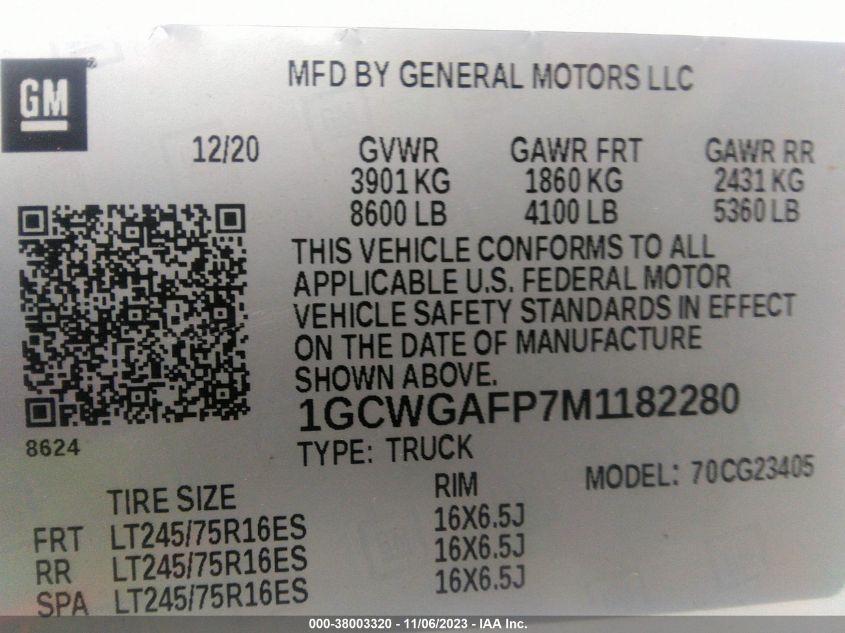 GM®
MFD BY GENERAL MOTORS LLC
12/20 GVWR GAWR FRT GAWR RR
3901 KG 1860 KG 2431 KG
8600 LB 4100 LB 5360 LB
THIS VEHICLE CONFORMS TO ALL
APPLICABLE U.S. FEDERAL MOTOR
VEHICLE SAFETY STANDARDS IN EFFECT
ON THE DATE OF MANUFACTURE
SHOWN ABOVE.
1GCWGAFP7M1182280
8624
TYPE: TRUCK
MODEL: 70CG23405
TIRE SIZE RIM
FRT LT245/75R16ES 16X6.5J
RR LT245/75R16ES 16X6.5J
SPA LT245/75R16ES 16X6.5J
000-38003320 - 11/06/2023 - IAA Inc.